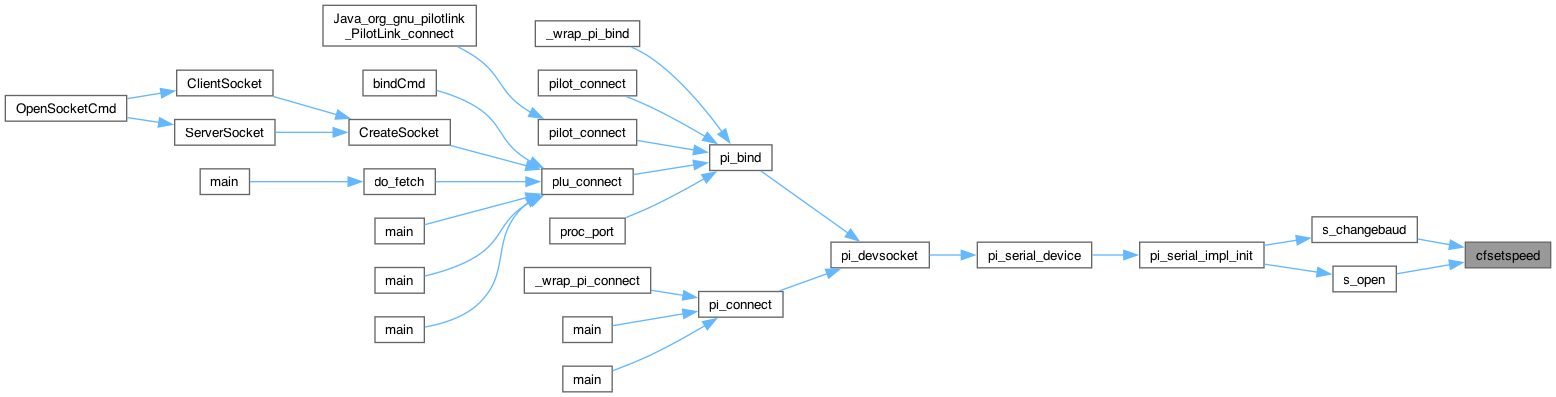 Java_org_gnu_pilotlink
_PilotLink_connect
_wrap_pi_bind
ClientSocket
bindCmd
pilot_connect
OpenSocketCmd
ServerSocket
CreateSocket
pilot_connect
pi_bind
main
do_fetch
plu_connect
main
proc_port
s_changebaud
pi_devsocket
pi_serial_device
pi_serial_impl_init
cfsetspeed
main
_wrap_pi_connect
s_open
pi_connect
main
main
main